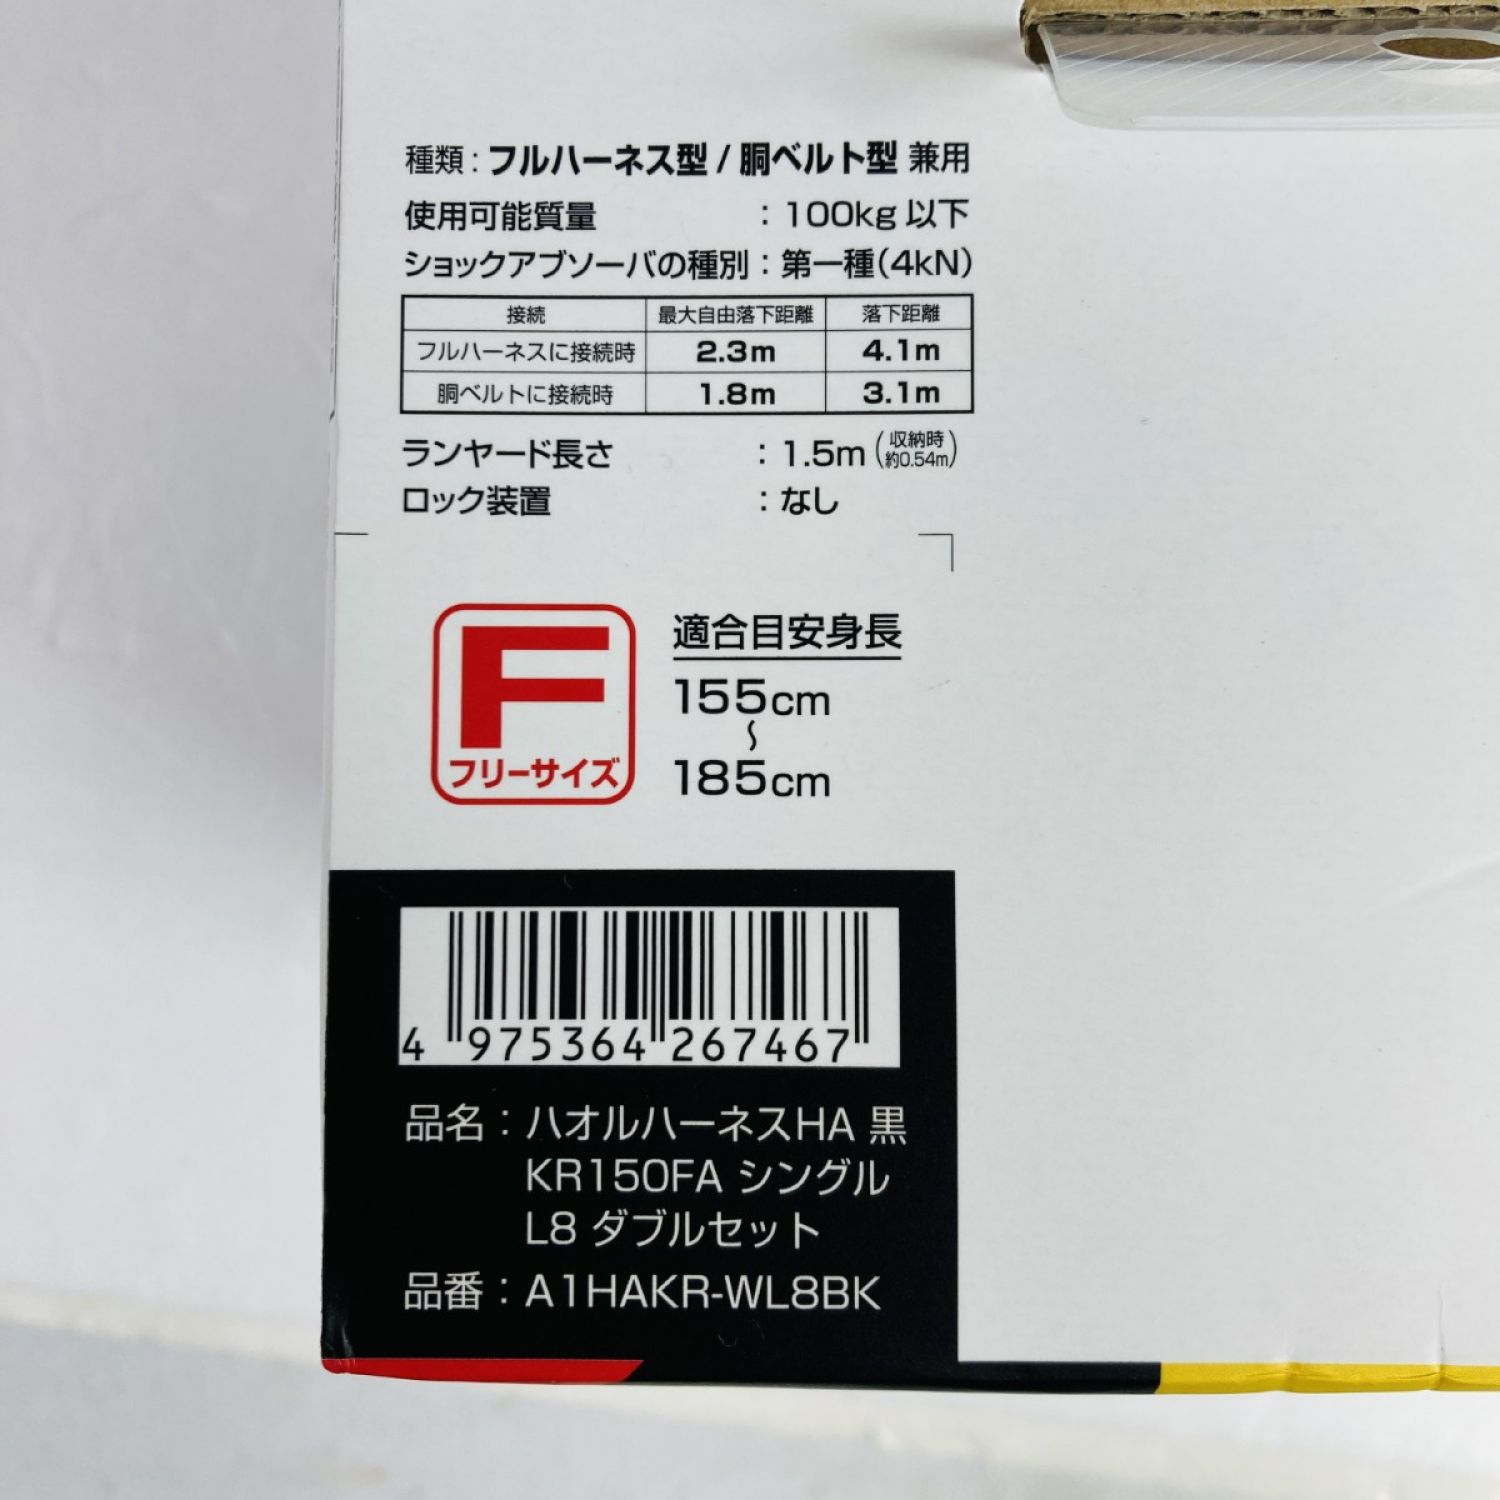 種類：フルハーネス型 / 胴ベルト型 兼用
使用可能質量 ：100kg 以下
ショックアブソーバの種別：第一種(4kN)
接続 最大自由落下距離 落下距離
フルハーネスに接続時 2.3m 4.1m
胴ベルトに接続時 1.8m 3.1m
ランヤード長さ ：1.5m (収納時 約0.54m)
ロック装置 ：なし
F
フリーサイズ
適合目安身長
155cm
〜
185cm
4 975364 267467
品名：ハオルハーネスHA 黒
KR150FA シングル
L8 ダブルセット
品番：A1HAKR-WL8BK